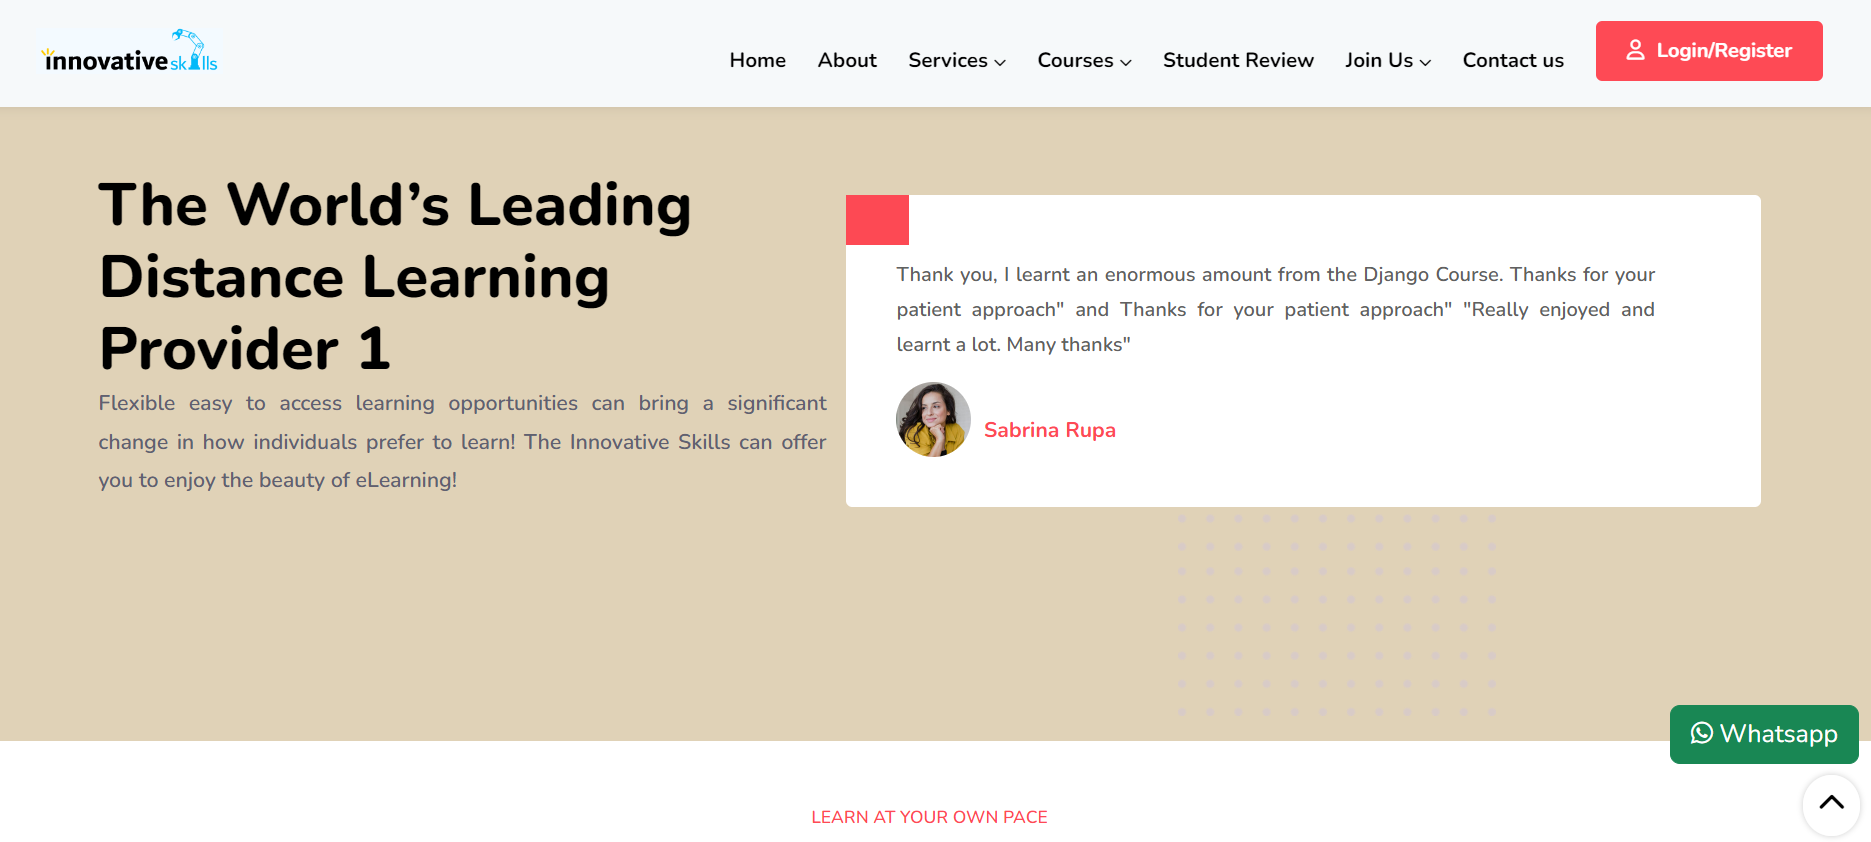 innovative skills
Home About Services Courses Student Review Join Us Contact us Login/Register
The World’s Leading
Distance Learning
Provider 1
Flexible easy to access learning opportunities can bring a significant
change in how individuals prefer to learn! The Innovative Skills can offer
you to enjoy the beauty of eLearning!
Thank you, I learnt an enormous amount from the Django Course. Thanks for your
patient approach" and Thanks for your patient approach" "Really enjoyed and
learnt a lot. Many thanks"
Sabrina Rupa
Whatsapp
LEARN AT YOUR OWN PACE